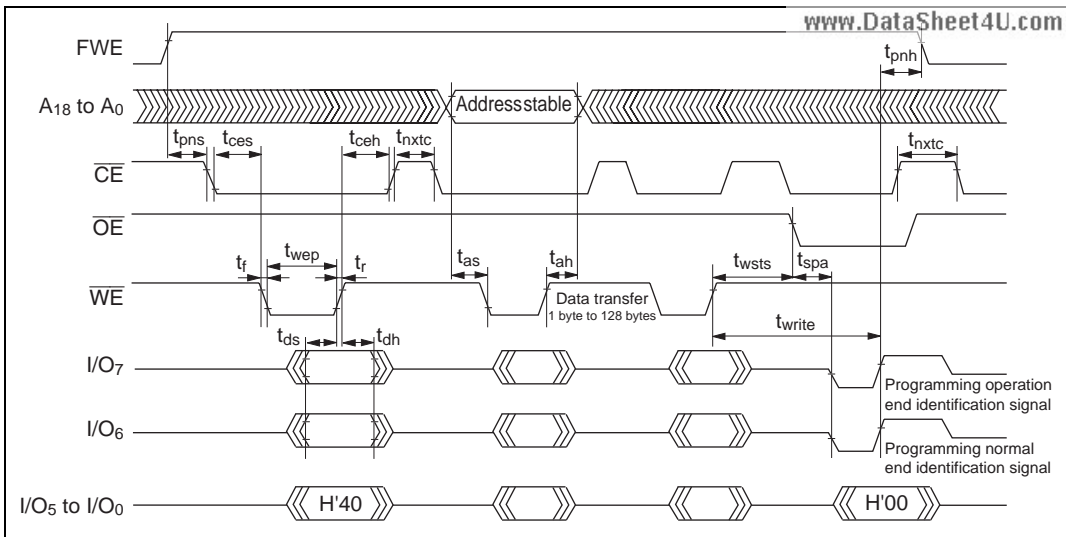 www.DataSheet4U.com
FWE
tpnh
A18 to A0
Addressstable
tpns
tces
tceh
tnxtc
tnxtc
CE
OE
tf
twep
tr
tas
tah
twsts
tspa
WE
Data transfer
1 byte to 128 bytes
twrite
tds
tdh
I/O7
Programming operation
end identification signal
I/O6
Programming normal
end identification signal
I/O5 to I/O0
H'40
H'00